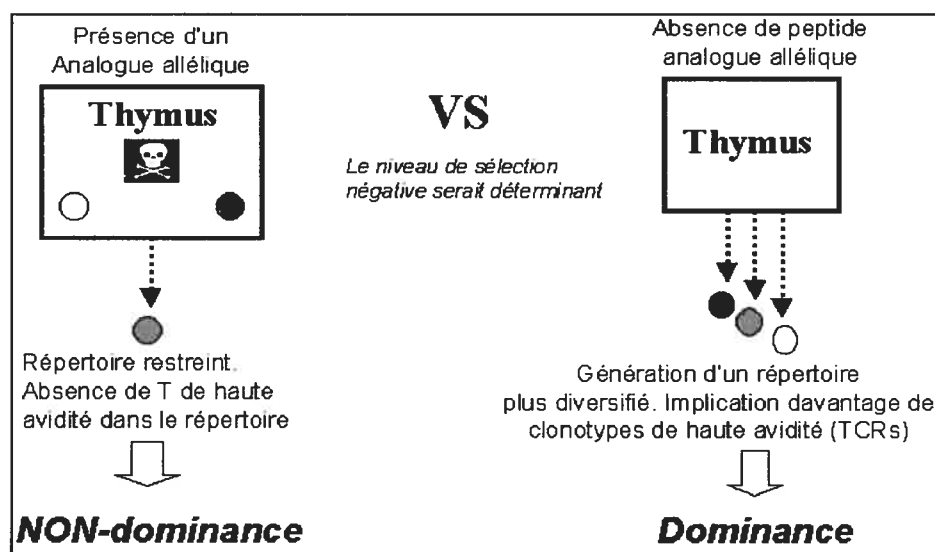 Présence d'un
Analogue allélique
Thymus
Répertoire restreint.
Absence de T de haute
avidité dans le répertoire
NON-dominance
VS
Le niveau de sélection
négative serait déterminant
Absence de peptide
analogue allélique
Thymus
Génération d'un répertoire
plus diversifié. Implication davantage de
clonotypes de haute avidité (TCRs)
Dominance